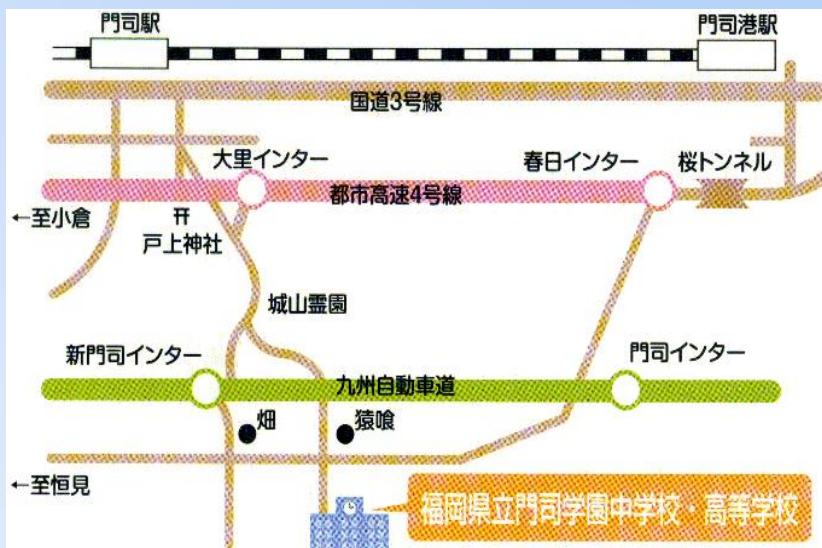 門司駅
門司港駅
国道3号線
大里インター
春日インター
桜トンネル
都市高速4号線
←至小倉
戸上神社
城山霊園
新門司インター
門司インター
九州自動車道
畑
猿喰
←至恒見
福岡県立門司学園中学校・高等学校